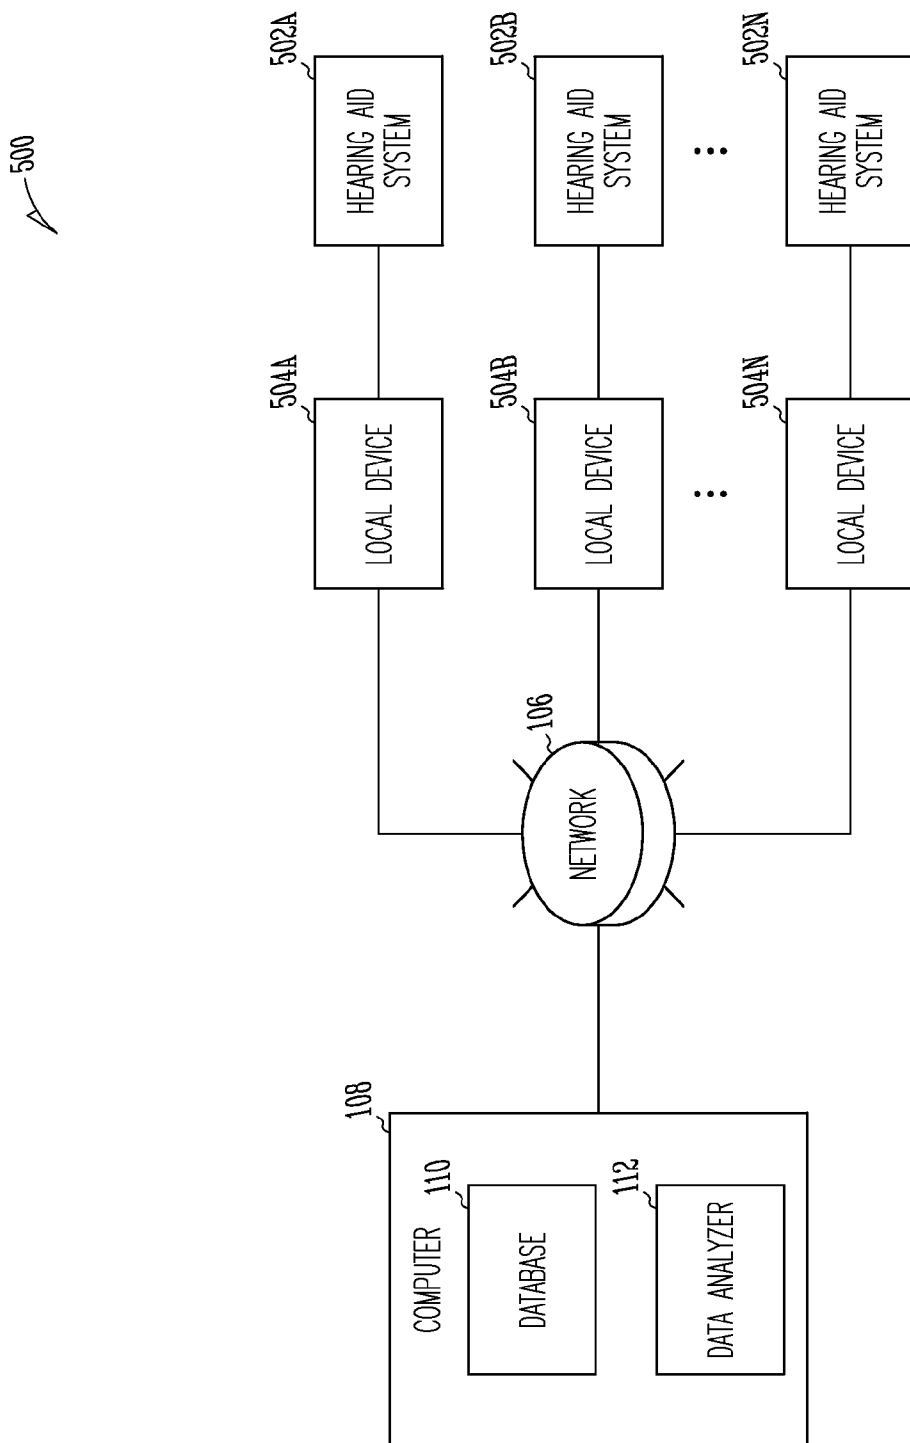 500
108
COMPUTER
110
DATABASE
112
DATA ANALYZER
106
NETWORK
504A
LOCAL DEVICE
504B
LOCAL DEVICE
...
504N
LOCAL DEVICE
502A
HEARING AID
SYSTEM
502B
HEARING AID
SYSTEM
...
502N
HEARING AID
SYSTEM